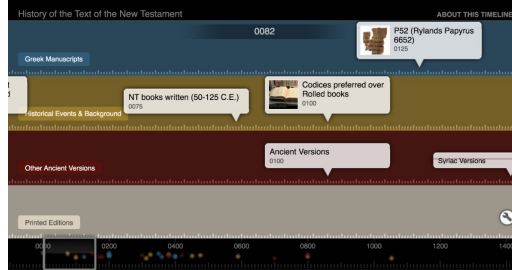 History of the Text of the New Testament
ABOUT THIS TIMELINE
0082
P52 (Rylands Papyrus
6652)
0125
Greek Manuscripts
NT books written (50-125 C.E.)
0075
Codices preferred over
Rolled books
0100
Historical Events & Background
Ancient Versions
0100
Syriac Versions
Other Ancient Versions
Printed Editions
0000 0200 0400 600 800 1000 1200 1400